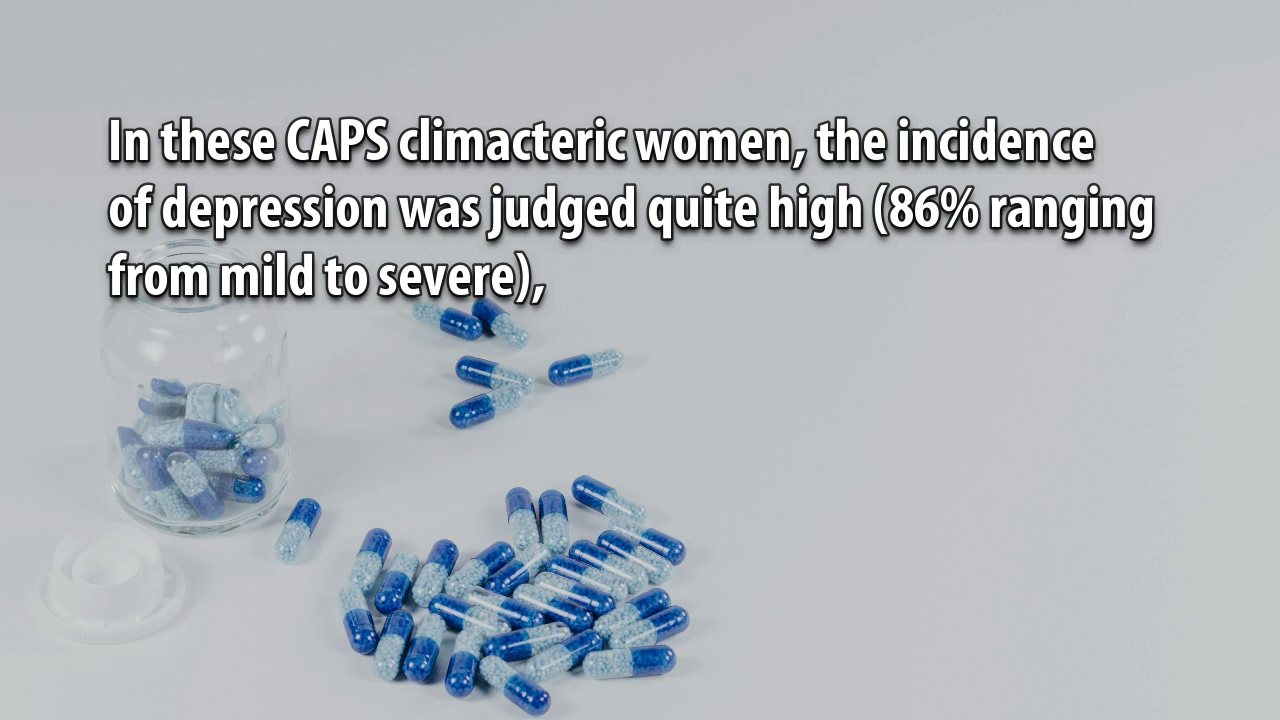 In these CAPS climacteric women, the incidence
of depression was judged quite high (86% ranging
from mild to severe),